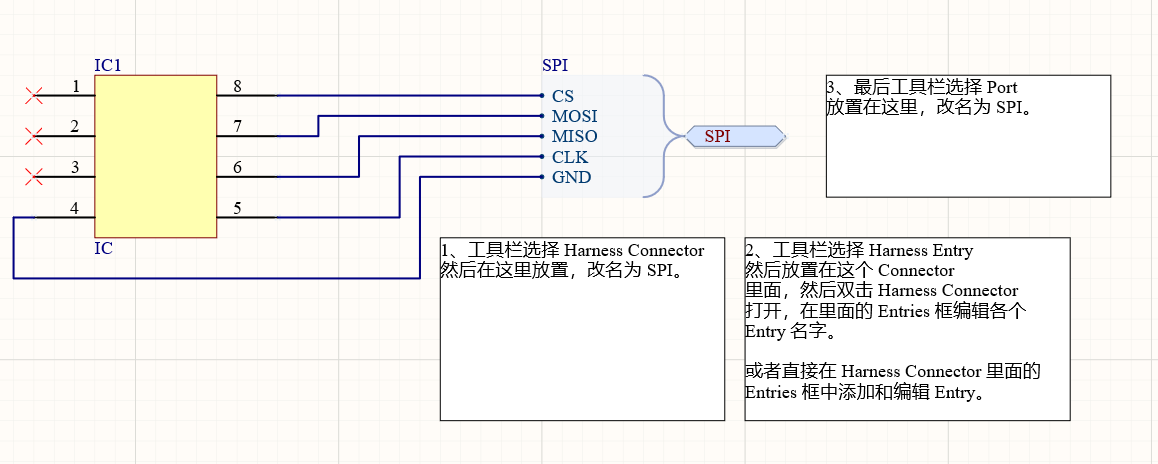 IC1
1
2
3
4
8
7
6
5
IC
SPI
CS
MOSI
MISO
CLK
GND
SPI
3、最后工具栏选择 Port
放置在这里，改名为 SPI。
1、工具栏选择 Harness Connector
然后在这里放置，改名为 SPI。
2、工具栏选择 Harness Entry
然后放置在这个 Connector
里面，然后双击 Harness Connector
打开，在里面的 Entries 框编辑各个
Entry 名字。
或者直接在 Harness Connector 里面的
Entries 框中添加和编辑 Entry。